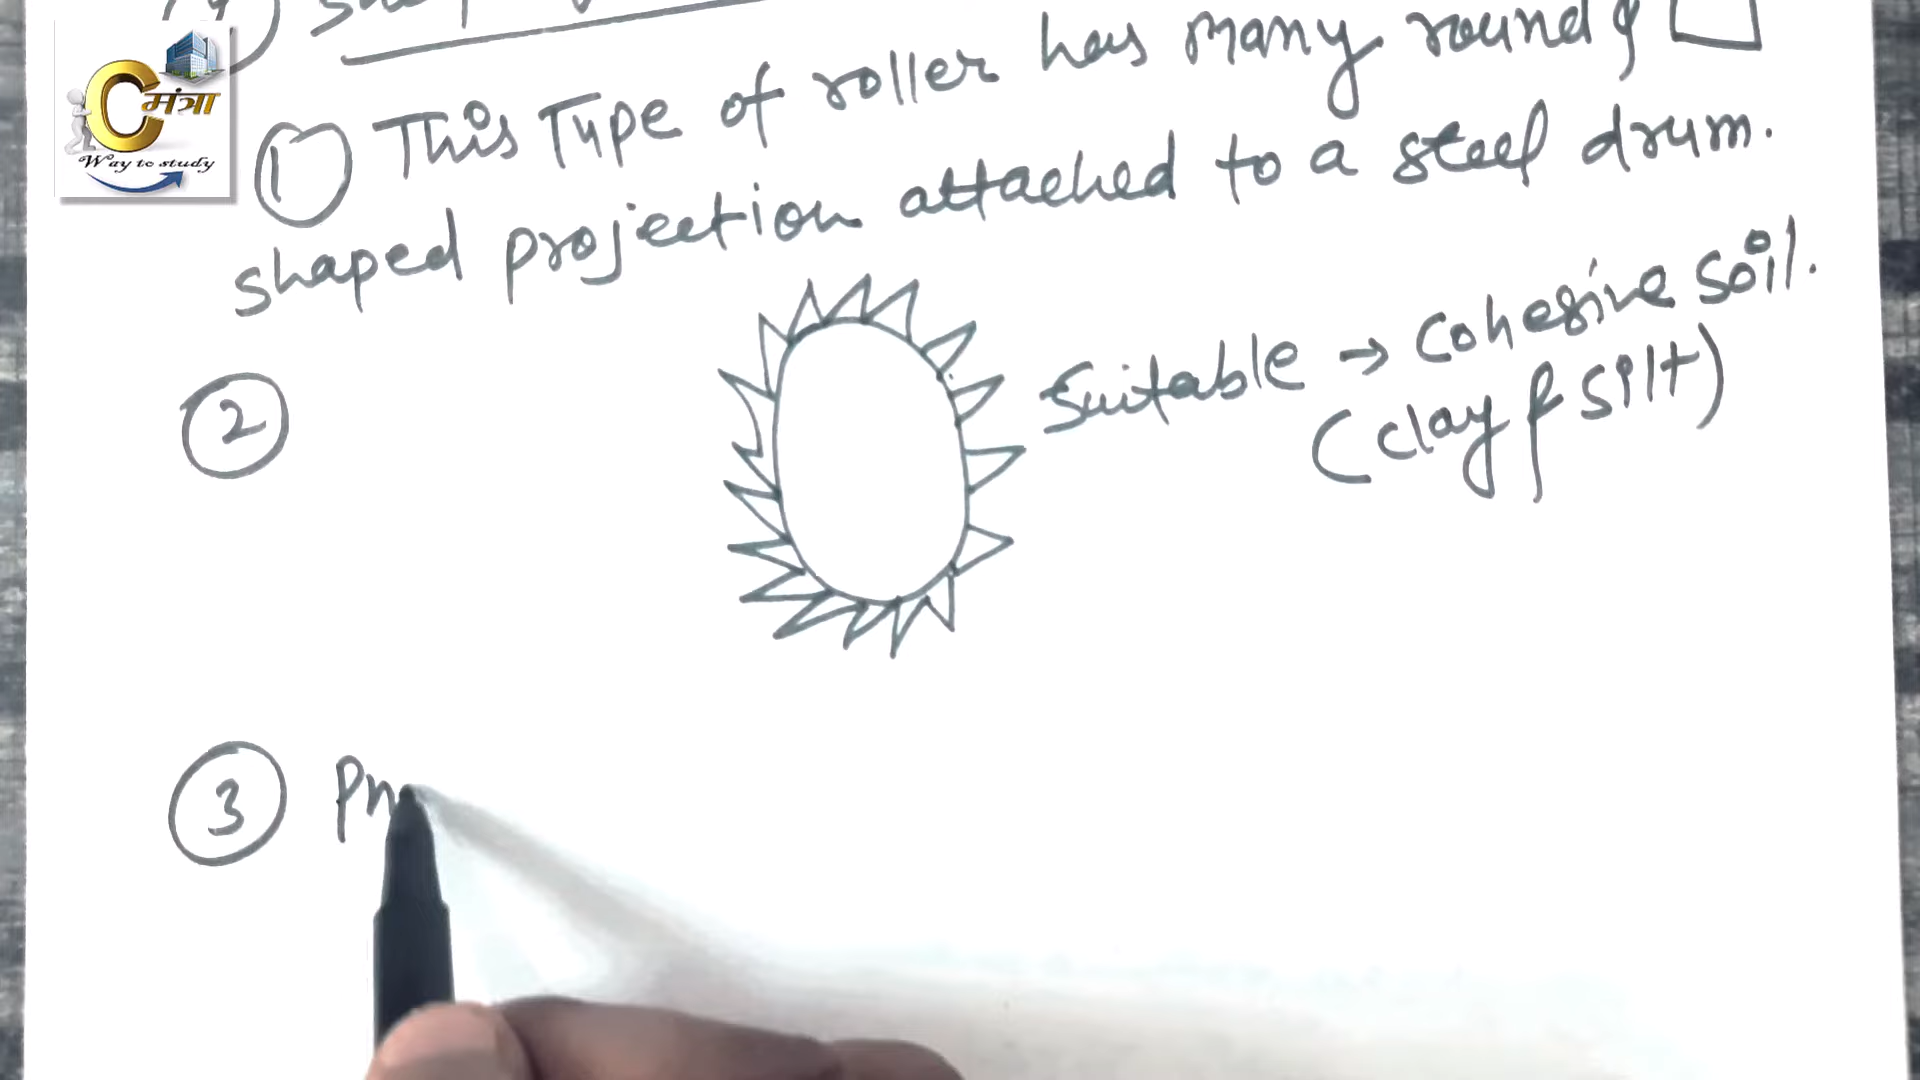 C मंत्रा
Way to study
① This Type of roller has many round & □
shaped projection attached to a steel drum.
② Suitable → Cohesive soil.
(clay & silt)
③ Pn